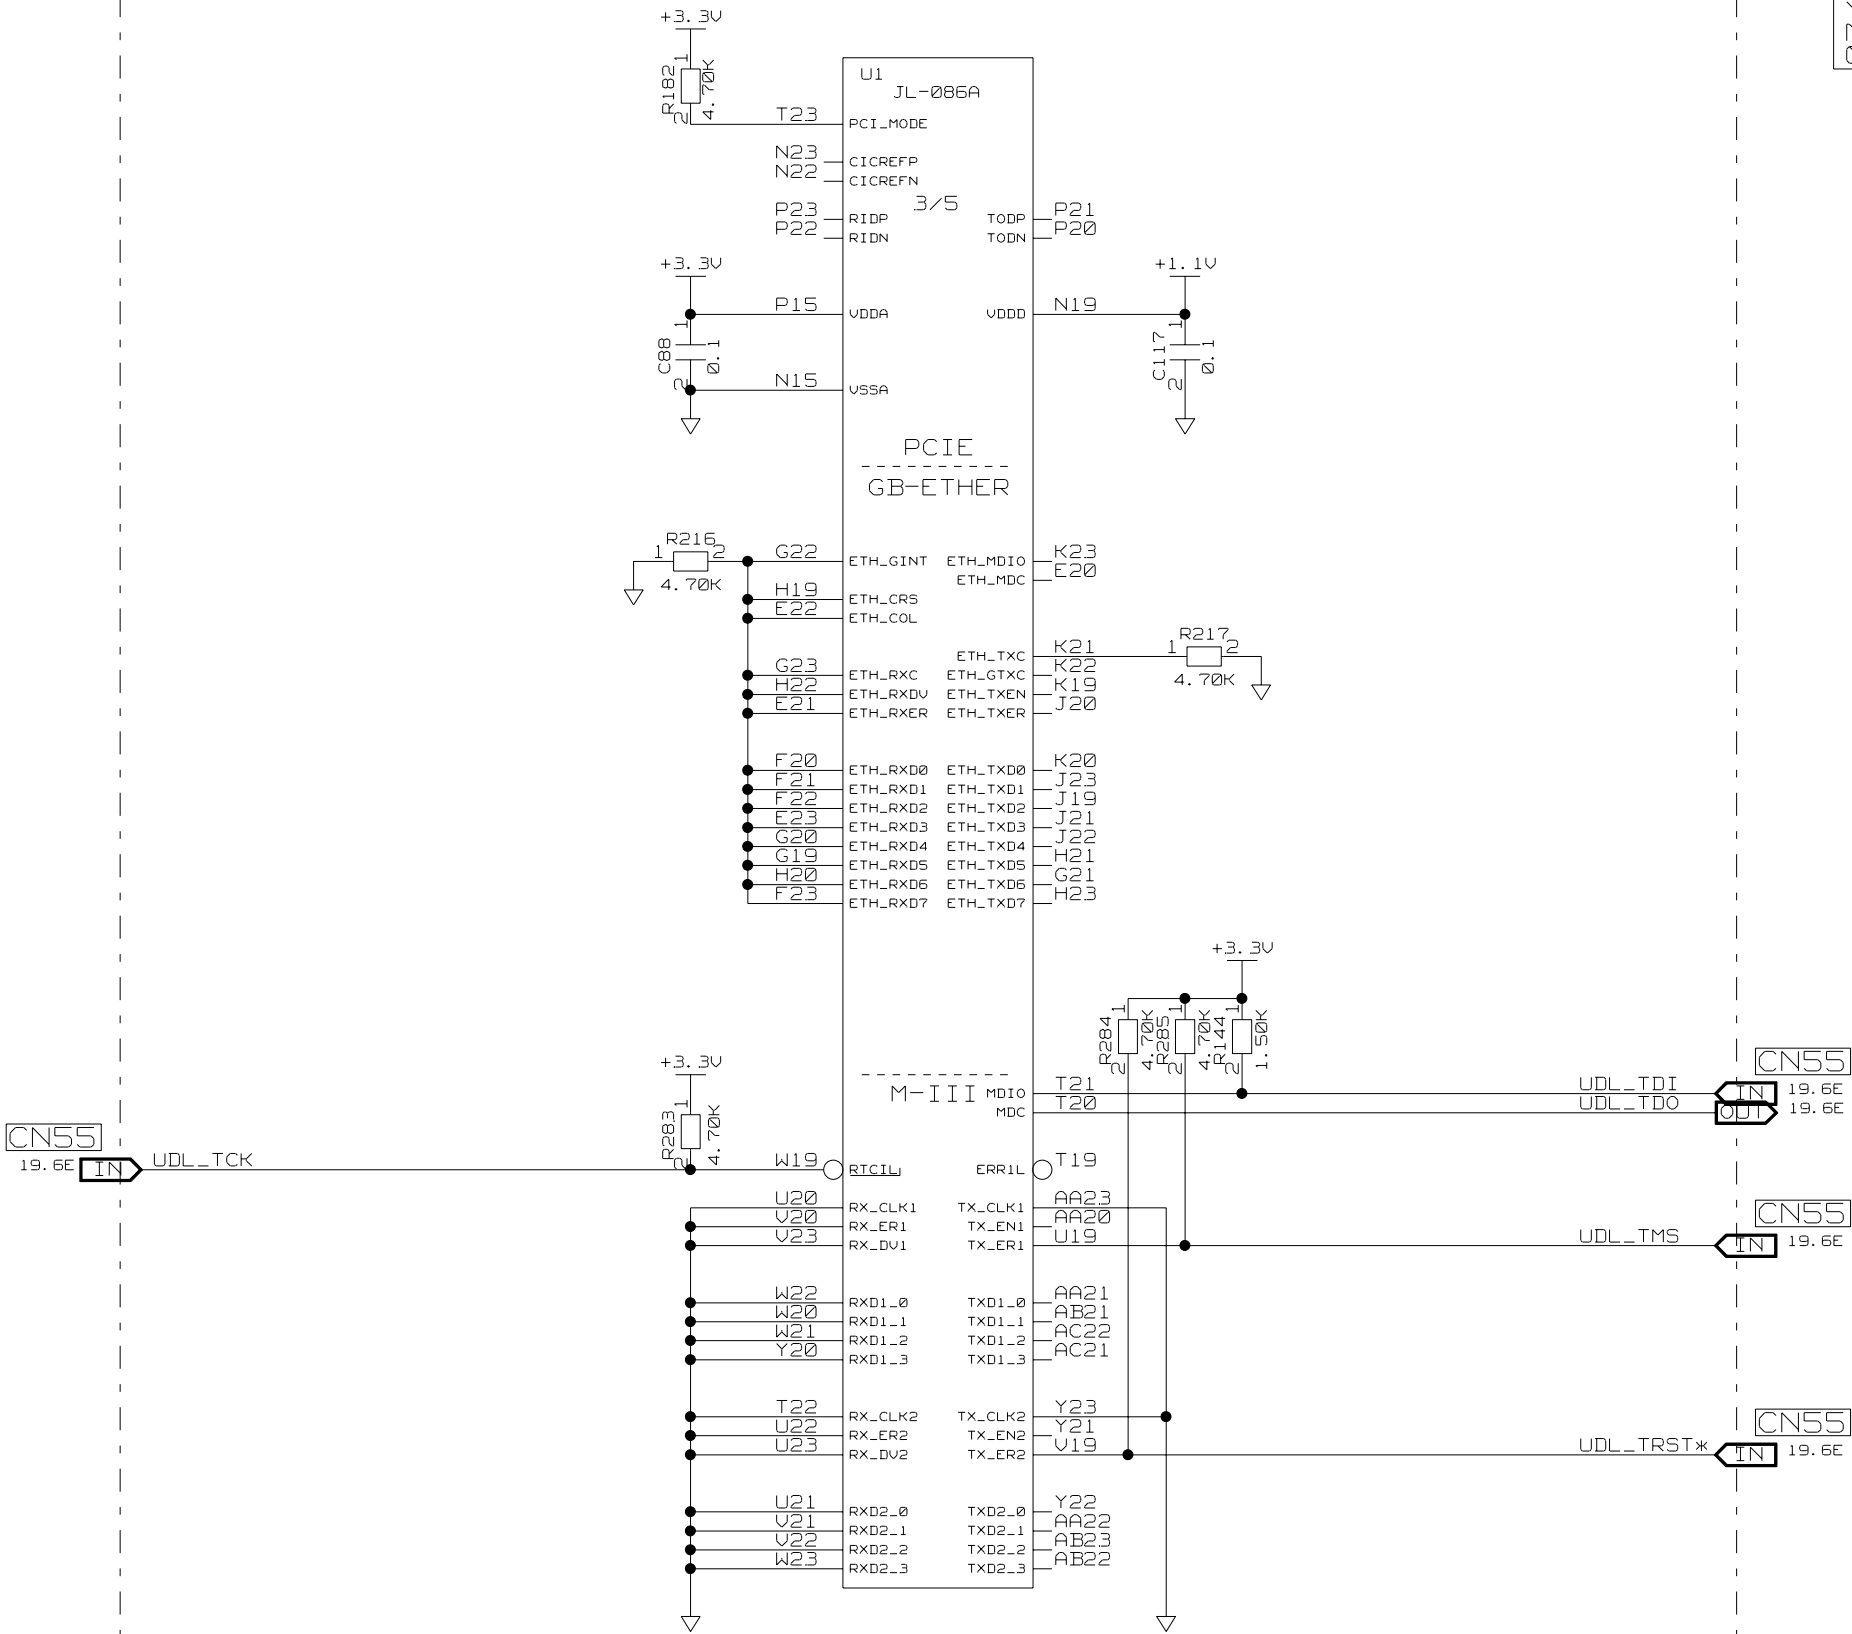 +3.3V
R182
1
2
4.70K
U1
JL-086A
T23 PCI_MODE
N23 CICREFP
N22 CICREFN
3/5
P23 RIDP TODP P21
P22 RIDN TODN P20
+3.3V
+1.1V
P15 VDDA VDDD N19
C88
1
2
0.1
C117
1
2
0.1
N15 VSSA
PCIE
GB-ETHER
R216
1 2
4.70K
G22 ETH_GINT ETH_MDIO K23
ETH_MDC E20
H19 ETH_CRS
E22 ETH_COL
R217
1 2
4.70K
ETH_TXC K21
G23 ETH_RXC ETH_GTXC K22
H22 ETH_RXDV ETH_TXEN K19
E21 ETH_RXER ETH_TXER J20
F20 ETH_RXD0 ETH_TXD0 K20
F21 ETH_RXD1 ETH_TXD1 J23
F22 ETH_RXD2 ETH_TXD2 J19
E23 ETH_RXD3 ETH_TXD3 J21
G20 ETH_RXD4 ETH_TXD4 J22
G19 ETH_RXD5 ETH_TXD5 H21
H20 ETH_RXD6 ETH_TXD6 G21
F23 ETH_RXD7 ETH_TXD7 H23
+3.3V
R284
1
2
4.70K
R285
1
2
4.70K
R144
1
2
1.50K
+3.3V
R283
1
2
4.70K
M-III
MDIO T21 UDL_TDI IN CN55 19.6E
MDC T20 UDL_TDO OUT 19.6E
CN55
19.6E IN UDL_TCK W19 RTCIL ERR1L T19
U20 RX_CLK1 TX_CLK1 AA23
V20 RX_ER1 TX_EN1 AA20
CN55
V23 RX_DV1 TX_ER1 U19 UDL_TMS IN 19.6E
W22 RXD1_0 TXD1_0 AA21
W20 RXD1_1 TXD1_1 AB21
W21 RXD1_2 TXD1_2 AC22
Y20 RXD1_3 TXD1_3 AC21
T22 RX_CLK2 TX_CLK2 Y23
U22 RX_ER2 TX_EN2 Y21
CN55
U23 RX_DV2 TX_ER2 V19 UDL_TRST* IN 19.6E
U21 RXD2_0 TXD2_0 Y22
V21 RXD2_1 TXD2_1 AA22
V22 RXD2_2 TXD2_2 AB23
W23 RXD2_3 TXD2_3 AB22